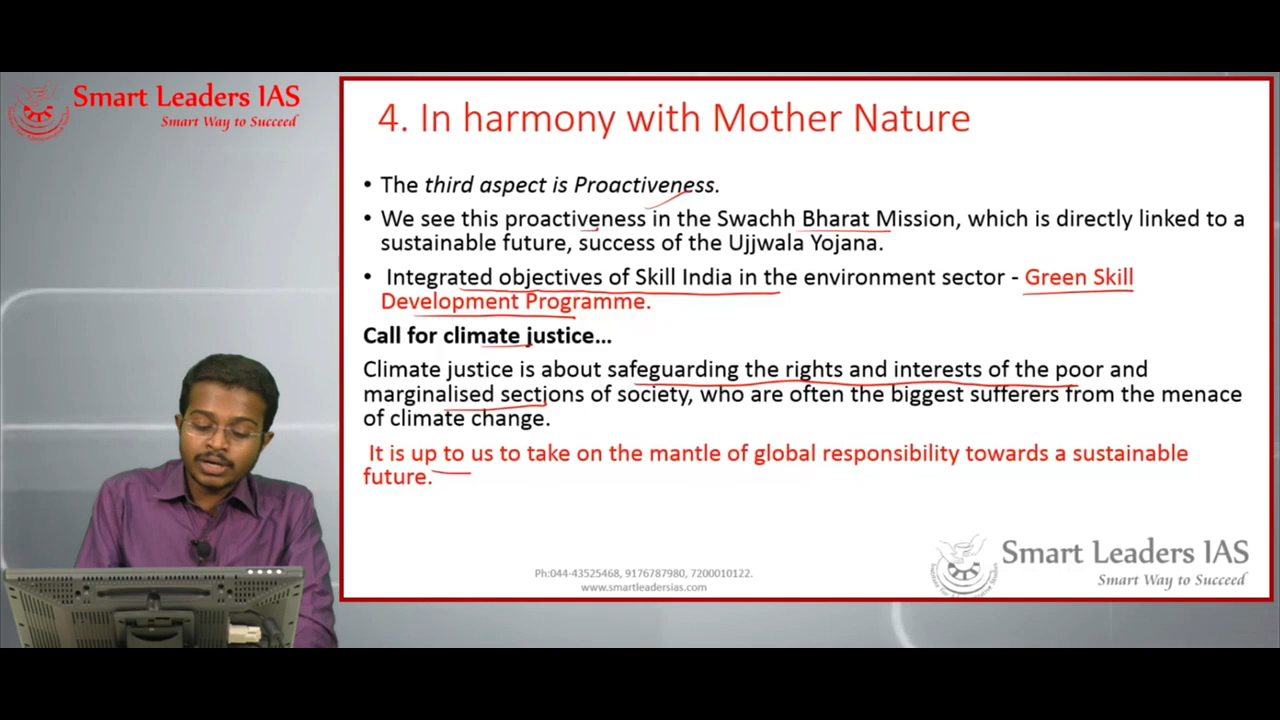 Smart Leaders IAS
Smart Way to Succeed
4. In harmony with Mother Nature
• The third aspect is Proactiveness.
• We see this proactiveness in the Swachh Bharat Mission, which is directly linked to a
sustainable future, success of the Ujjwala Yojana.
• Integrated objectives of Skill India in the environment sector - Green Skill
Development Programme.
Call for climate justice...
Climate justice is about safeguarding the rights and interests of the poor and
marginalised sections of society, who are often the biggest sufferers from the menace
of climate change.
It is up to us to take on the mantle of global responsibility towards a sustainable
future.
Ph:044-43525468, 9176787980, 7200010122.
www.smartleadersias.com
Smart Leaders IAS
Smart Way to Succeed